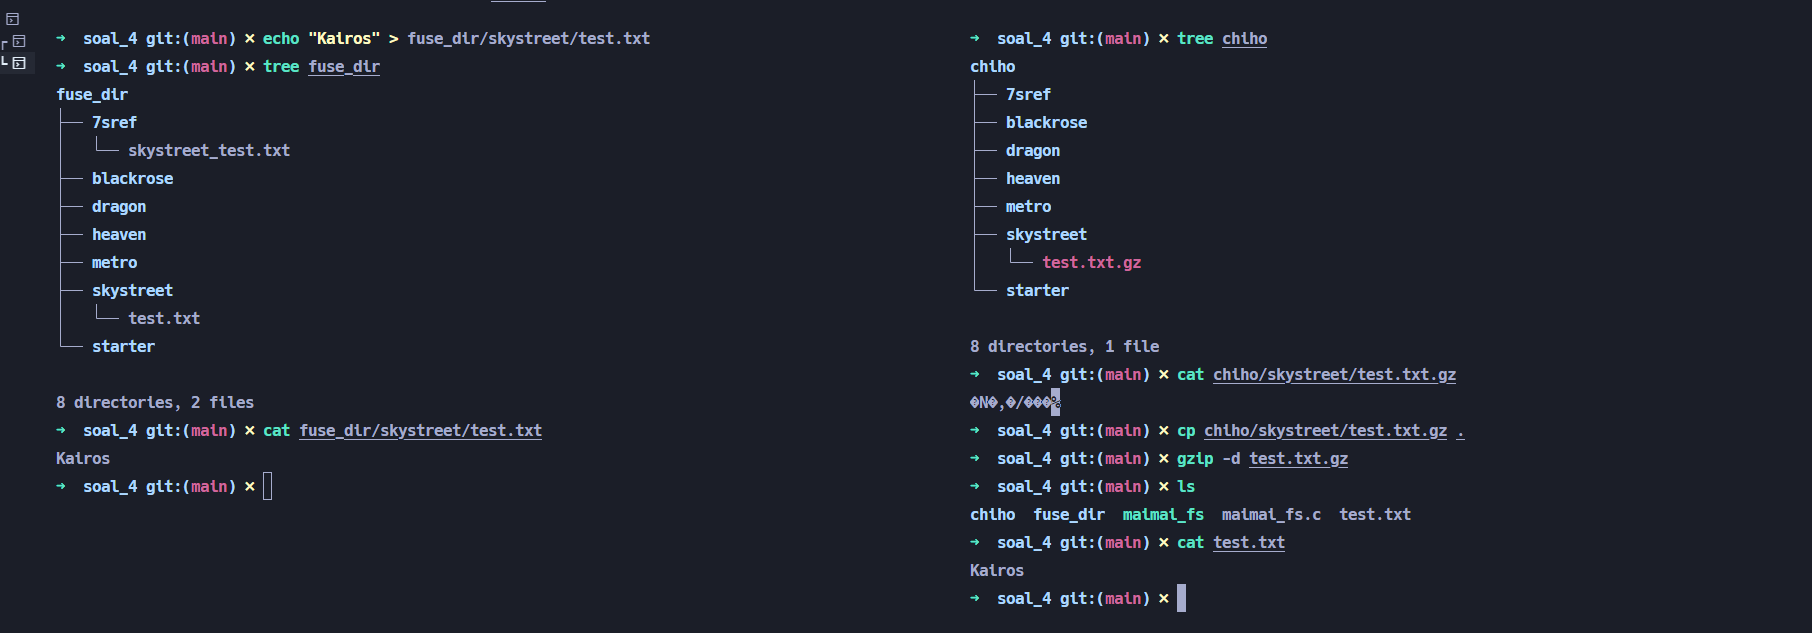 ➜  soal_4 git:(main) ✗ echo "Kairos" > fuse_dir/skystreet/test.txt
➜  soal_4 git:(main) ✗ tree fuse_dir
fuse_dir
├── 7sref
│   └── skystreet_test.txt
├── blackrose
├── dragon
├── heaven
├── metro
├── skystreet
│   └── test.txt
└── starter
8 directories, 2 files
➜  soal_4 git:(main) ✗ cat fuse_dir/skystreet/test.txt
Kairos
➜  soal_4 git:(main) ✗
➜  soal_4 git:(main) ✗ tree chiho
chiho
├── 7sref
├── blackrose
├── dragon
├── heaven
├── metro
├── skystreet
│   └── test.txt.gz
└── starter
8 directories, 1 file
➜  soal_4 git:(main) ✗ cat chiho/skystreet/test.txt.gz
�N�,�/���%
➜  soal_4 git:(main) ✗ cp chiho/skystreet/test.txt.gz .
➜  soal_4 git:(main) ✗ gzip -d test.txt.gz
➜  soal_4 git:(main) ✗ ls
chiho  fuse_dir  maimai_fs  maimai_fs.c  test.txt
➜  soal_4 git:(main) ✗ cat test.txt
Kairos
➜  soal_4 git:(main) ✗